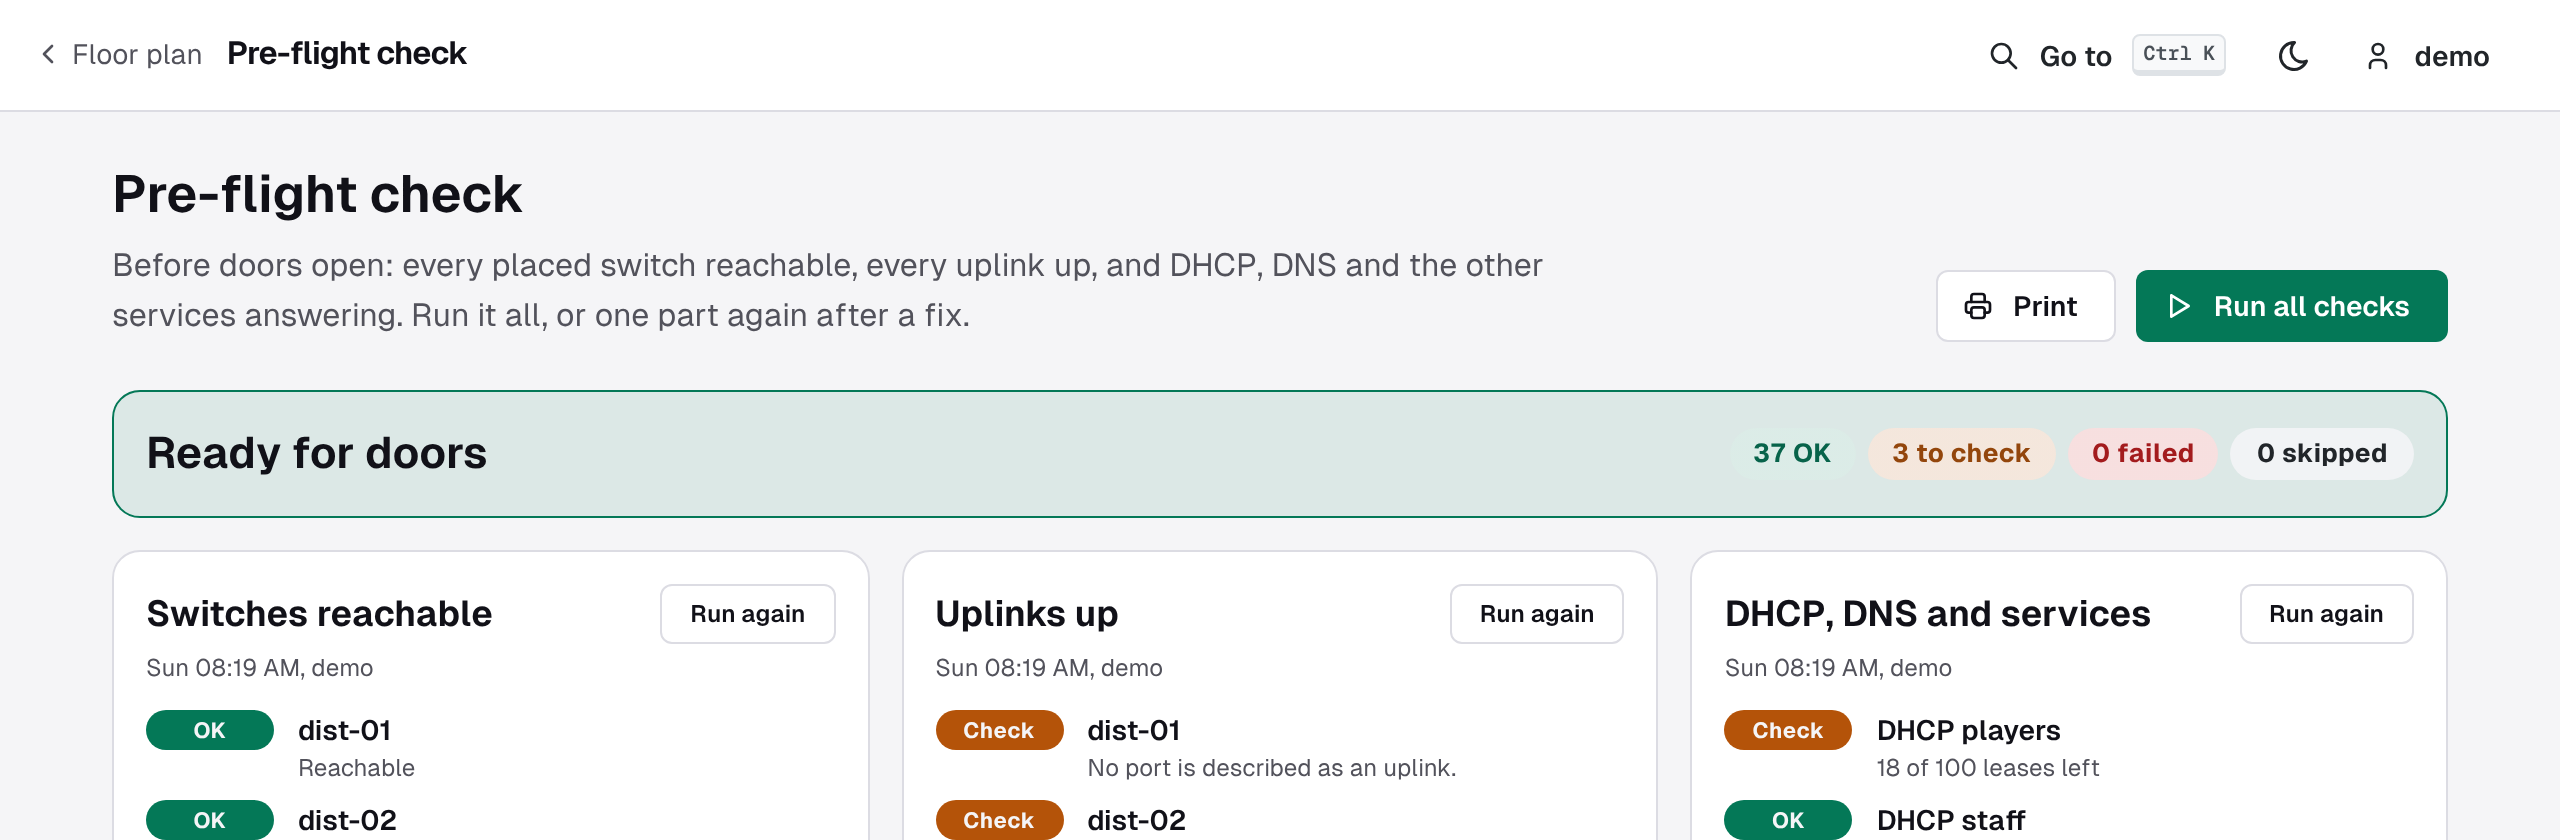 Floor plan
Pre-flight check
Go to
Ctrl K
demo
Pre-flight check
Before doors open: every placed switch reachable, every uplink up, and DHCP, DNS and the other
services answering. Run it all, or one part again after a fix.
Print
Run all checks
Ready for doors
37 OK
3 to check
0 failed
0 skipped
Switches reachable
Run again
Sun 08:19 AM, demo
OK
dist-01
Reachable
OK
dist-02
Uplinks up
Run again
Sun 08:19 AM, demo
Check
dist-01
No port is described as an uplink.
Check
dist-02
DHCP, DNS and services
Run again
Sun 08:19 AM, demo
Check
DHCP players
18 of 100 leases left
OK
DHCP staff